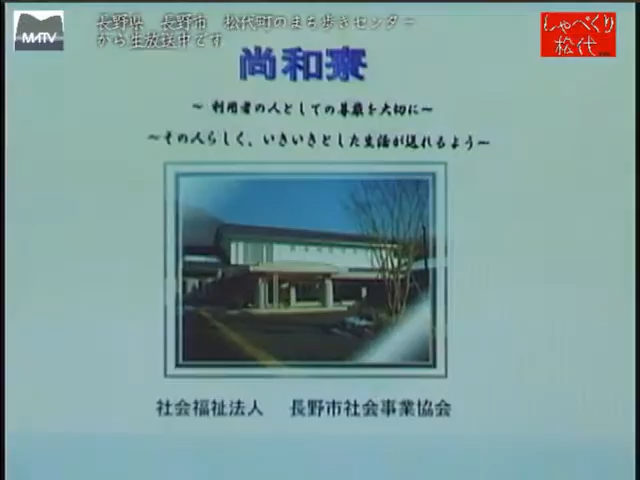 MATV
長野県 長野市 松代町のまち歩きセンター
から生放送中です
しゃべくり
松代
尚和寮
～ 利用者の人としての尊厳を大切に～
～その人らしく、いきいきとした生活が送れるよう～
社会福祉法人 長野市社会事業協会